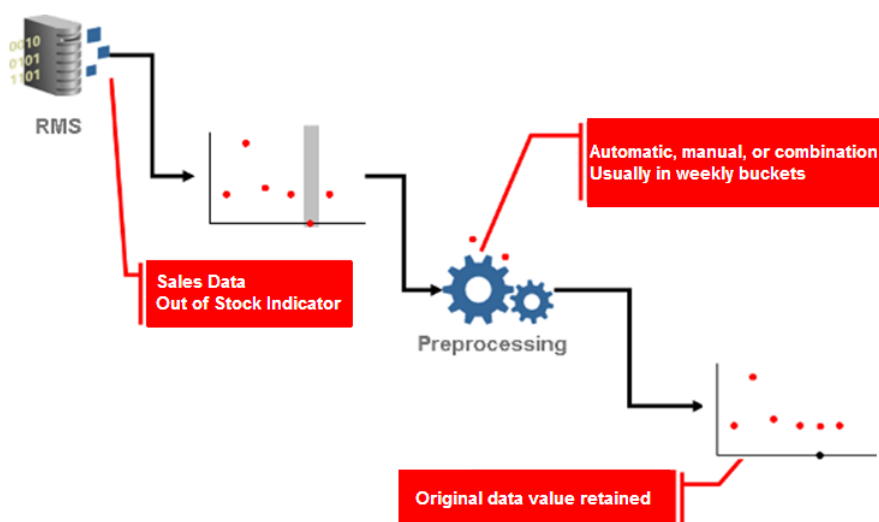 0010
0101
1101
RMS
Automatic, manual, or combination
Usually in weekly buckets
Sales Data
Out of Stock Indicator
Preprocessing
Original data value retained